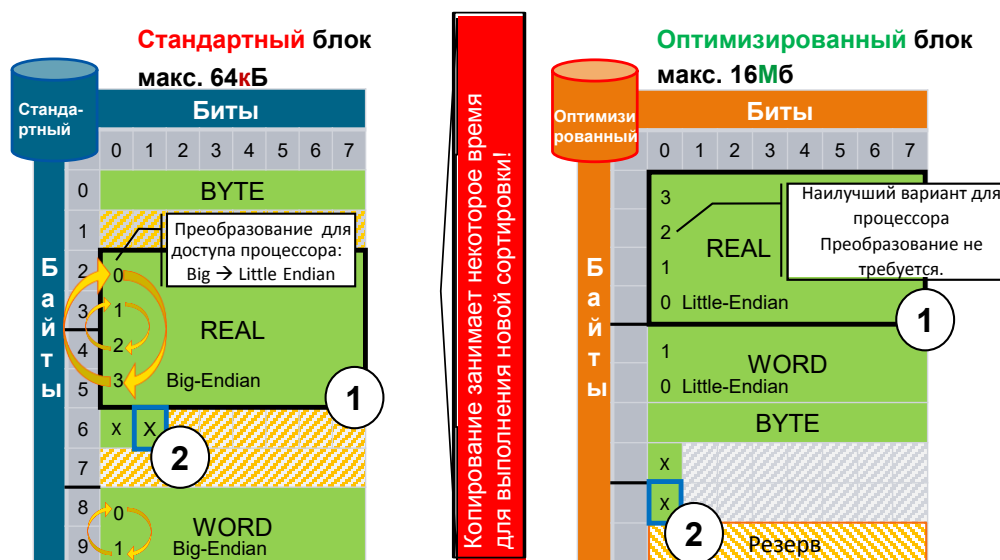 Стандартный блок
макс. 64кБ
Станда-
ртный
Биты
0 1 2 3 4 5 6 7
Байты
0
BYTE
1
Преобразование для
доступа процессора:
Big → Little Endian
2
0
3
1
REAL
4
2
5
3
Big-Endian
1
6
X
X
2
7
8
0
WORD
9
1
Big-Endian
Копирование занимает некоторое время
для выполнения новой сортировки!
Оптимизированный блок
макс. 16Мб
Оптимизи
рованный
Биты
0 1 2 3 4 5 6 7
Байты
3
Наилучший вариант для
процессора
Преобразование не
требуется.
2
REAL
1
0 Little-Endian
1
1
WORD
0 Little-Endian
BYTE
X
X
2
Резерв